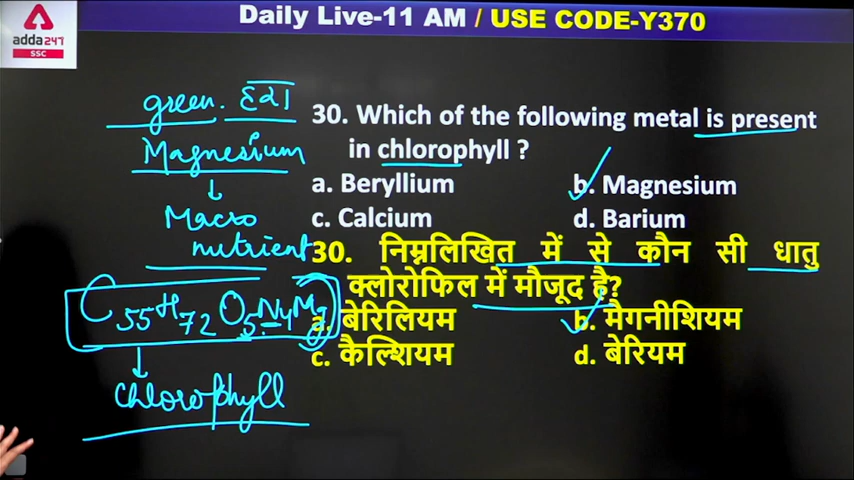 Daily Live-11 AM / USE CODE-Y370
adda247
SSC
green. हरा
Magnesium
Macro
nutrient
C55H72O5N4Mg
chlorophyll
30. Which of the following metal is present
in chlorophyll ?
a. Beryllium b. Magnesium
c. Calcium d. Barium
30. निम्नलिखित में से कौन सी धातु
क्लोरोफिल में मौजूद है?
a. बेरिलियम b. मैगनीशियम
c. कैल्शियम d. बेरियम